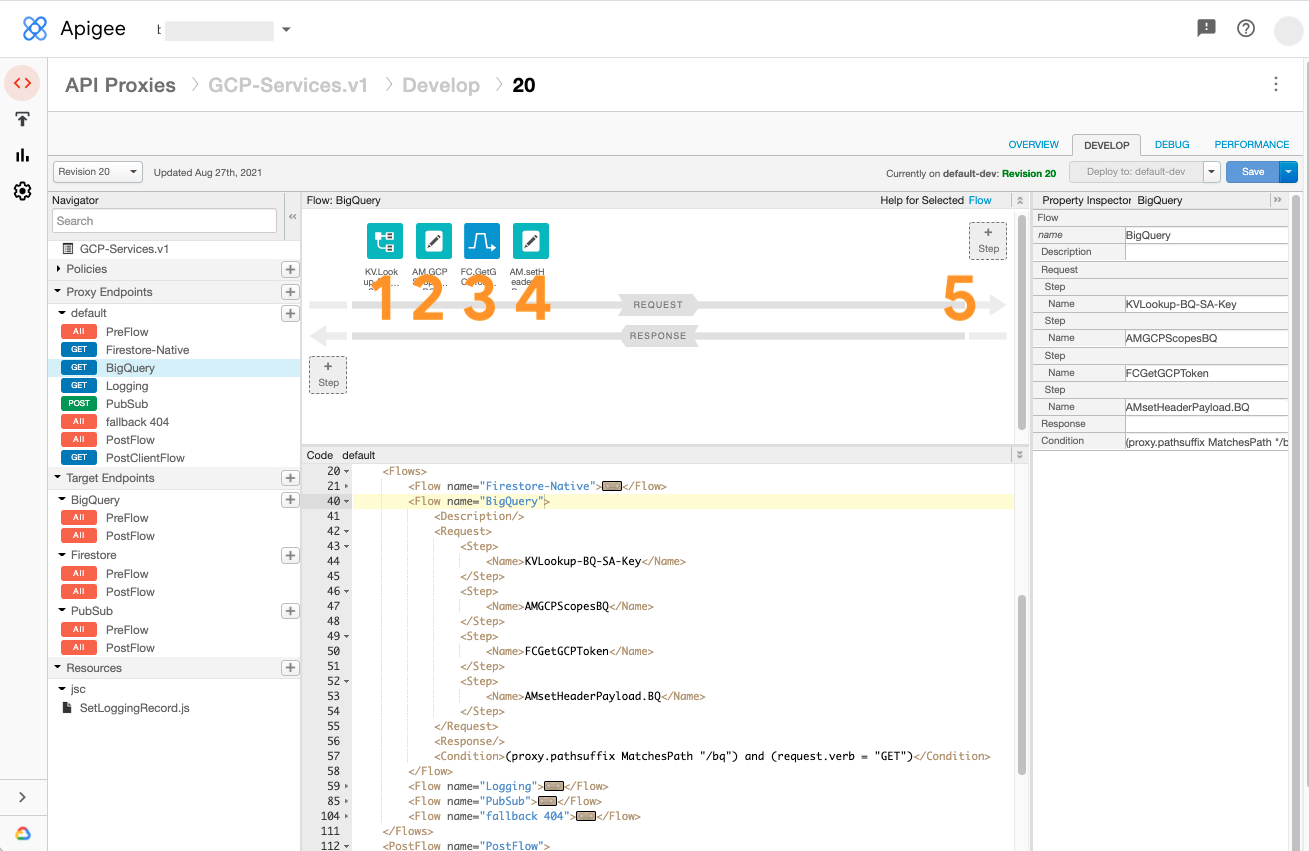 Apigee
API Proxies GCP-Services.v1 Develop 20
OVERVIEW DEVELOP DEBUG PERFORMANCE
Revision 20 Updated Aug 27th, 2021 Currently on default-dev: Revision 20 Deploy to: default-dev Save
Navigator
Search
GCP-Services.v1
Policies
Proxy Endpoints
default
All PreFlow
GET Firestore-Native
GET BigQuery
GET Logging
POST PubSub
All fallback 404
All PostFlow
GET PostClientFlow
Target Endpoints
BigQuery
All PreFlow
All PostFlow
Firestore
All PreFlow
All PostFlow
PubSub
All PreFlow
All PostFlow
Resources
jsc
SetLoggingRecord.js
Flow: BigQuery Help for Selected Flow
+ Step
KV.Look AM.GCP FC.GetG AM.setH
1 2 3 4 5
REQUEST
RESPONSE
+ Step
Code default
20 <Flows>
21 <Flow name="Firestore-Native"></Flow>
40 <Flow name="BigQuery">
41 <Description/>
42 <Request>
43 <Step>
44 <Name>KVLookup-BQ-SA-Key</Name>
45 </Step>
46 <Step>
47 <Name>AMGCPScopesBQ</Name>
48 </Step>
49 <Step>
50 <Name>FCGetGCPToken</Name>
51 </Step>
52 <Step>
53 <Name>AMsetHeaderPayload.BQ</Name>
54 </Step>
55 </Request>
56 <Response/>
57 <Condition>(proxy.pathsuffix MatchesPath "/bq") and (request.verb = "GET")</Condition>
58 </Flow>
59 <Flow name="Logging"></Flow>
85 <Flow name="PubSub"></Flow>
104 <Flow name="fallback 404"></Flow>
111 </Flows>
112 <PostFlow name="PostFlow">
Property Inspector BigQuery
Flow
name BigQuery
Description
Request
Step
Name KVLookup-BQ-SA-Key
Step
Name AMGCPScopesBQ
Step
Name FCGetGCPToken
Step
Name AMsetHeaderPayload.BQ
Response
Condition (proxy.pathsuffix MatchesPath "/b